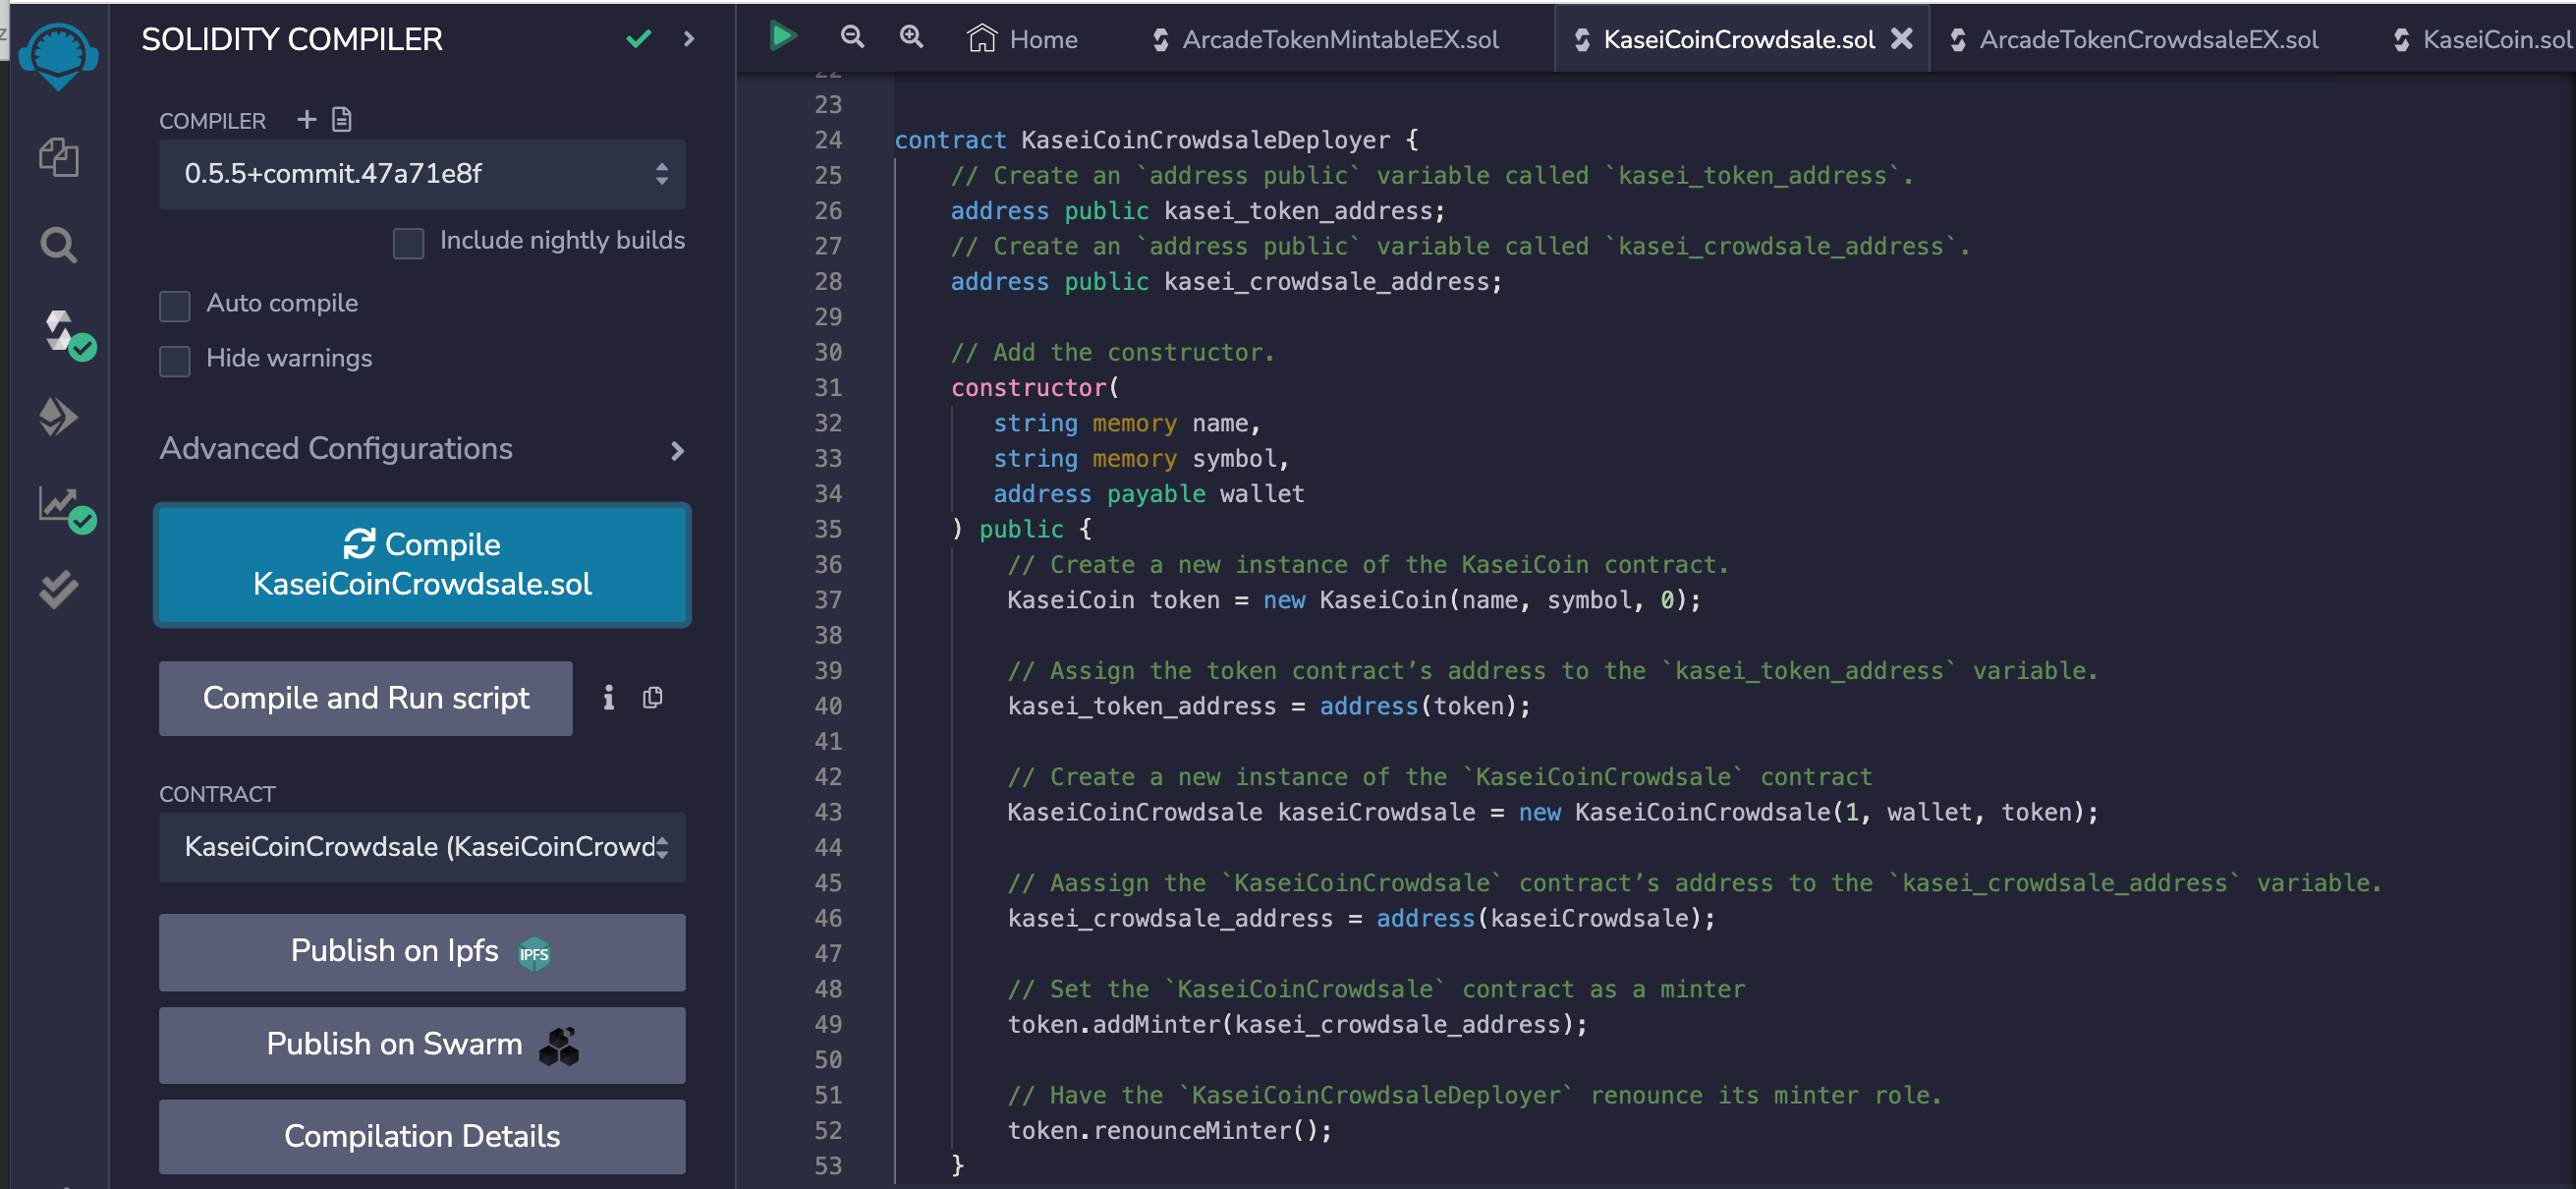 SOLIDITY COMPILER
COMPILER
0.5.5+commit.47a71e8f
Include nightly builds
Auto compile
Hide warnings
Advanced Configurations
Compile
KaseiCoinCrowdsale.sol
Compile and Run script
CONTRACT
KaseiCoinCrowdsale (KaseiCoinCrowd
Publish on Ipfs IPFS
Publish on Swarm
Compilation Details
Home ArcadeTokenMintableEX.sol KaseiCoinCrowdsale.sol ArcadeTokenCrowdsaleEX.sol KaseiCoin.sol
22
23
24 contract KaseiCoinCrowdsaleDeployer {
25 // Create an `address public` variable called `kasei_token_address`.
26 address public kasei_token_address;
27 // Create an `address public` variable called `kasei_crowdsale_address`.
28 address public kasei_crowdsale_address;
29
30 // Add the constructor.
31 constructor(
32 string memory name,
33 string memory symbol,
34 address payable wallet
35 ) public {
36 // Create a new instance of the KaseiCoin contract.
37 KaseiCoin token = new KaseiCoin(name, symbol, 0);
38
39 // Assign the token contract’s address to the `kasei_token_address` variable.
40 kasei_token_address = address(token);
41
42 // Create a new instance of the `KaseiCoinCrowdsale` contract
43 KaseiCoinCrowdsale kaseiCrowdsale = new KaseiCoinCrowdsale(1, wallet, token);
44
45 // Aassign the `KaseiCoinCrowdsale` contract’s address to the `kasei_crowdsale_address` variable.
46 kasei_crowdsale_address = address(kaseiCrowdsale);
47
48 // Set the `KaseiCoinCrowdsale` contract as a minter
49 token.addMinter(kasei_crowdsale_address);
50
51 // Have the `KaseiCoinCrowdsaleDeployer` renounce its minter role.
52 token.renounceMinter();
53 }